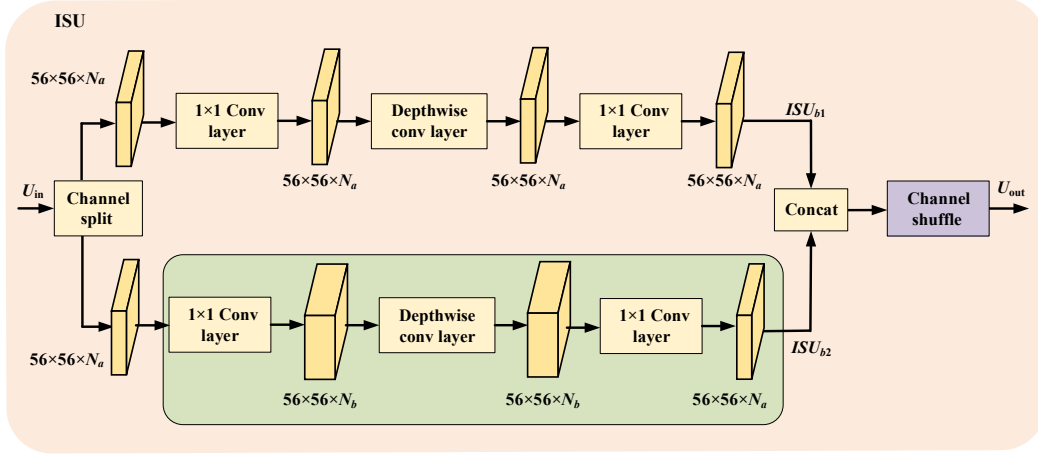 ISU
56×56×Na
1×1 Conv
layer
Depthwise
conv layer
1×1 Conv
layer
ISUb1
56×56×Na
56×56×Na
56×56×Na
Uin
Channel
split
Concat
Channel
shuffle
Uout
1×1 Conv
layer
Depthwise
conv layer
1×1 Conv
layer
ISUb2
56×56×Na
56×56×Nb
56×56×Nb
56×56×Na